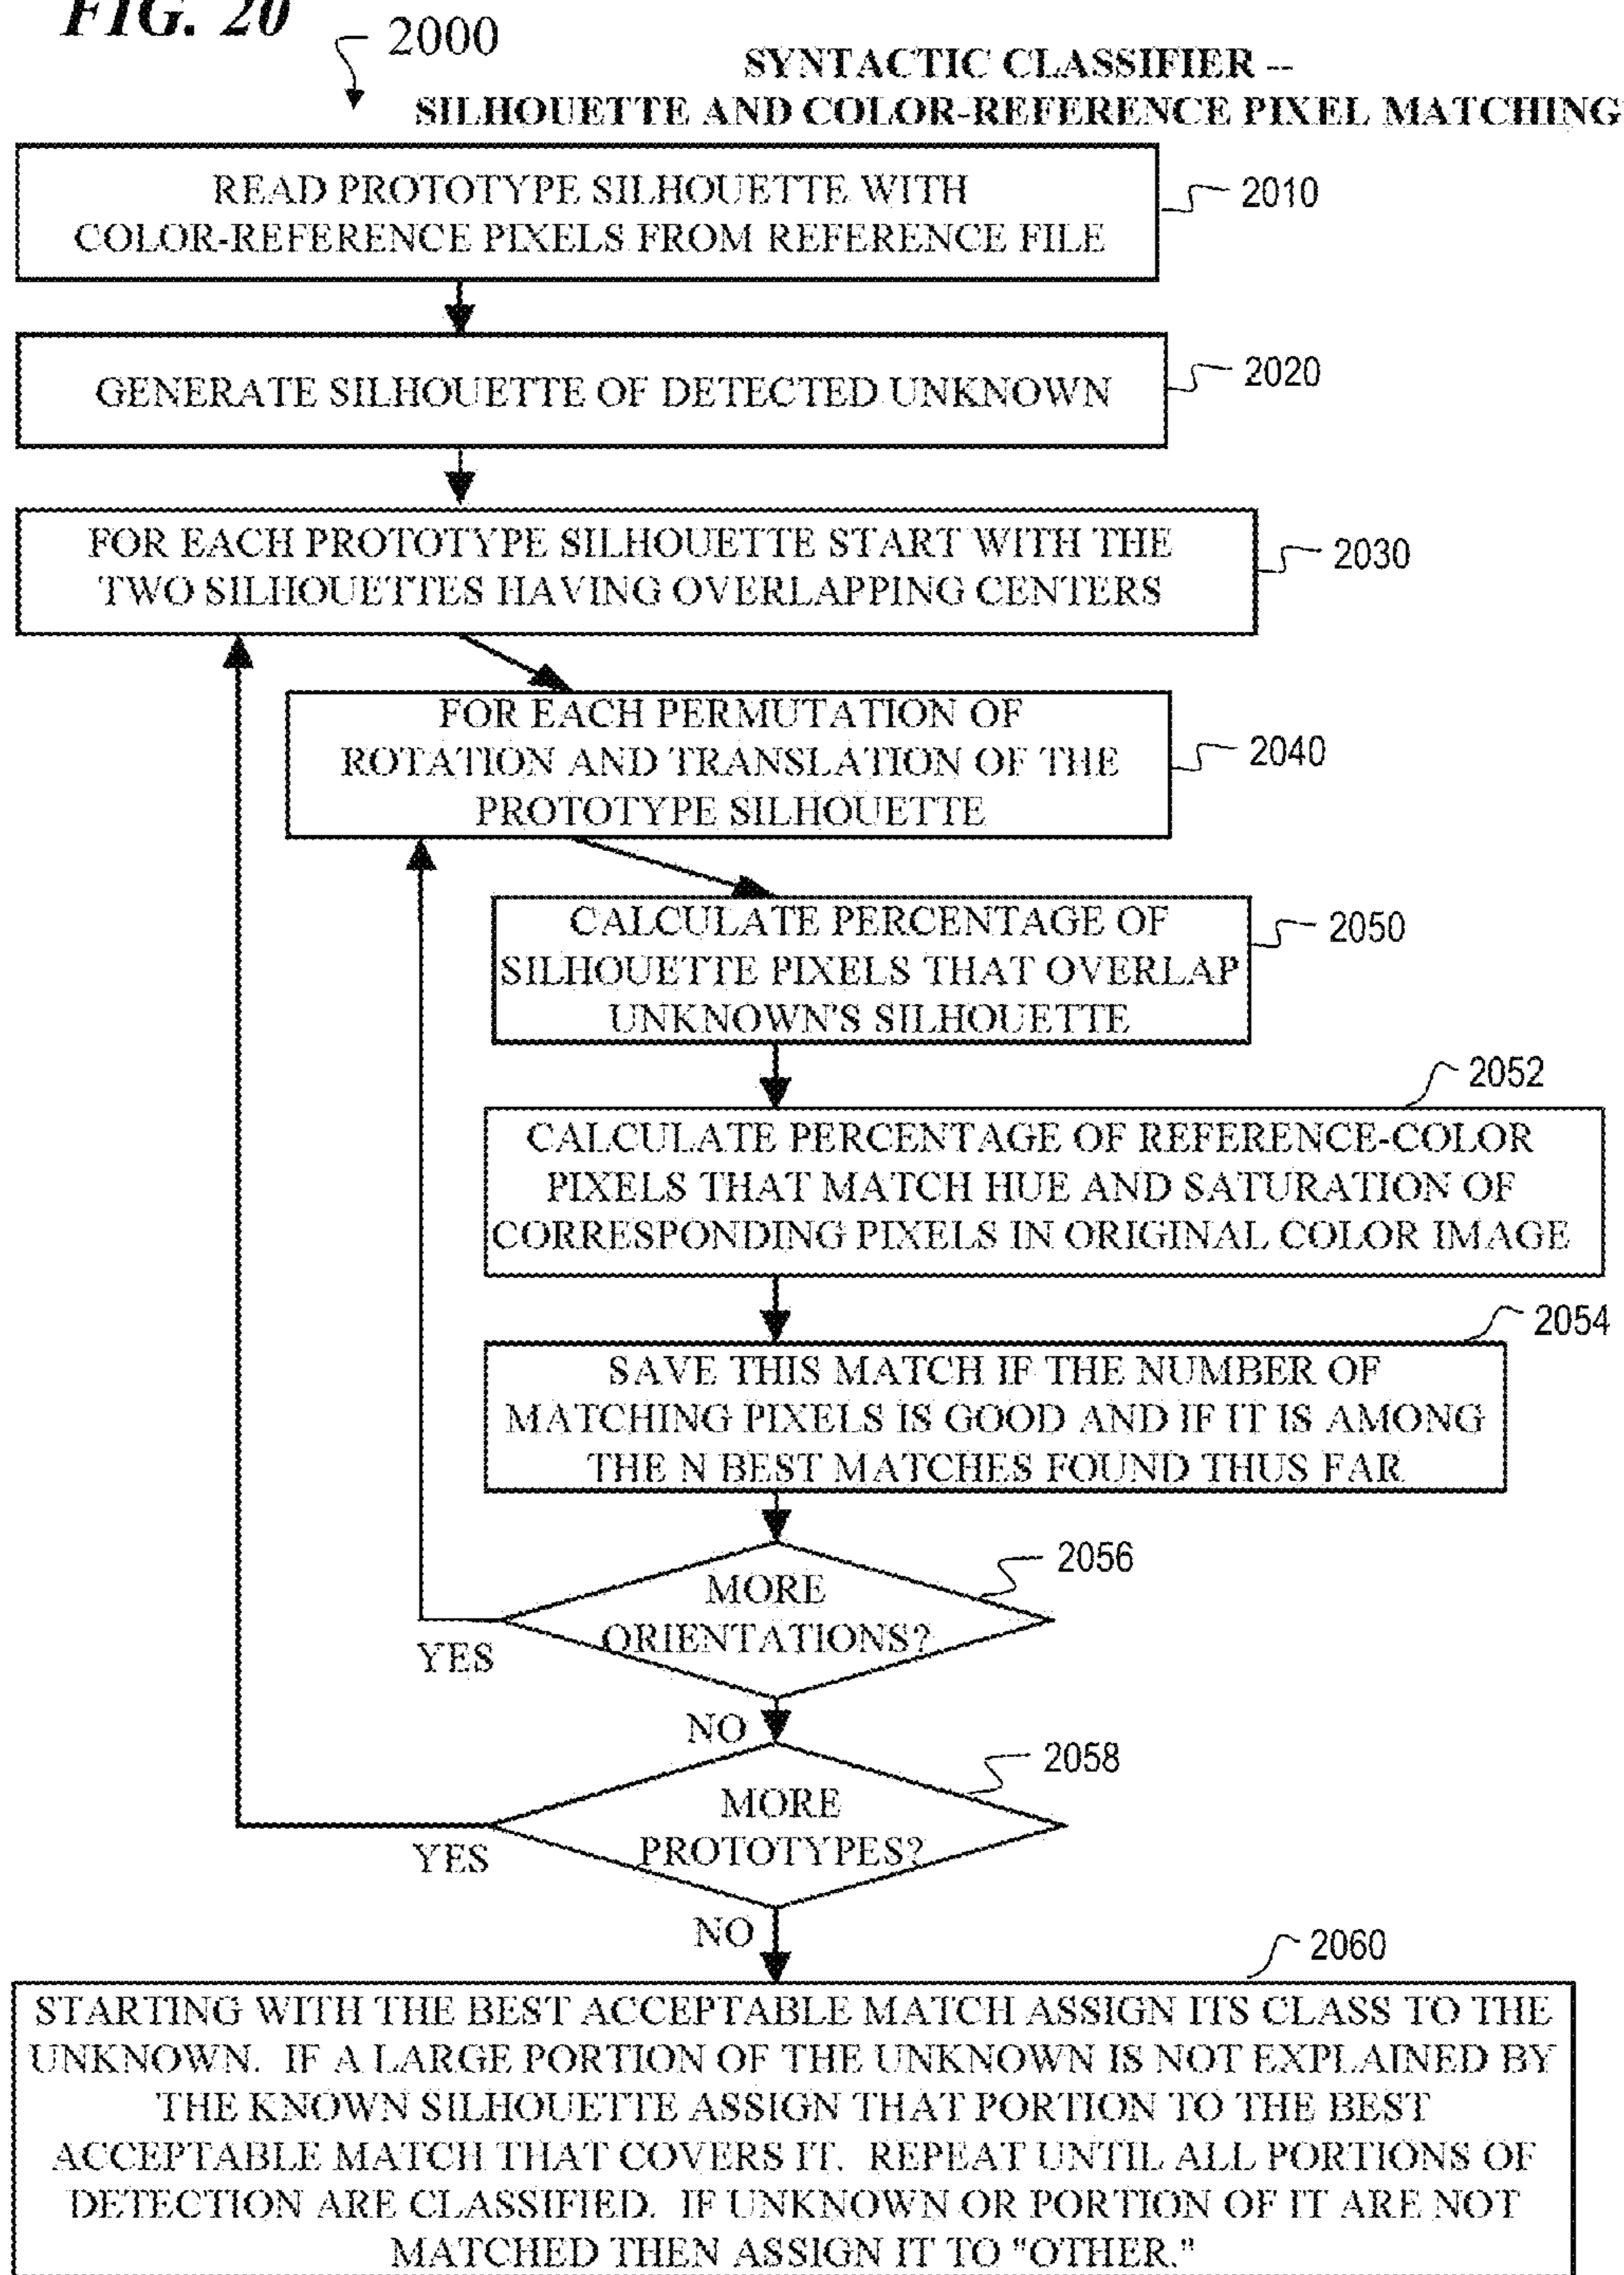 FIG. 20
2000
SYNTACTIC CLASSIFIER --
SILHOUETTE AND COLOR-REFERENCE PIXEL MATCHING
READ PROTOTYPE SILHOUETTE WITH
COLOR-REFERENCE PIXELS FROM REFERENCE FILE
2010
GENERATE SILHOUETTE OF DETECTED UNKNOWN
2020
FOR EACH PROTOTYPE SILHOUETTE START WITH THE
TWO SILHOUETTES HAVING OVERLAPPING CENTERS
2030
FOR EACH PERMUTATION OF
ROTATION AND TRANSLATION OF THE
PROTOTYPE SILHOUETTE
2040
CALCULATE PERCENTAGE OF
SILHOUETTE PIXELS THAT OVERLAP
UNKNOWN'S SILHOUETTE
2050
2052
CALCULATE PERCENTAGE OF REFERENCE-COLOR
PIXELS THAT MATCH HUE AND SATURATION OF
CORRESPONDING PIXELS IN ORIGINAL COLOR IMAGE
2054
SAVE THIS MATCH IF THE NUMBER OF
MATCHING PIXELS IS GOOD AND IF IT IS AMONG
THE N BEST MATCHES FOUND THUS FAR
2056
MORE
ORIENTATIONS?
YES
NO
2058
MORE
PROTOTYPES?
YES
NO
2060
STARTING WITH THE BEST ACCEPTABLE MATCH ASSIGN ITS CLASS TO THE
UNKNOWN. IF A LARGE PORTION OF THE UNKNOWN IS NOT EXPLAINED BY
THE KNOWN SILHOUETTE ASSIGN THAT PORTION TO THE BEST
ACCEPTABLE MATCH THAT COVERS IT. REPEAT UNTIL ALL PORTIONS OF
DETECTION ARE CLASSIFIED. IF UNKNOWN OR PORTION OF IT ARE NOT
MATCHED THEN ASSIGN IT TO "OTHER."